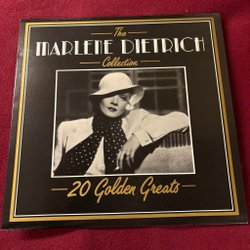 The
MARLENE DIETRICH
Collection
20 Golden Greats